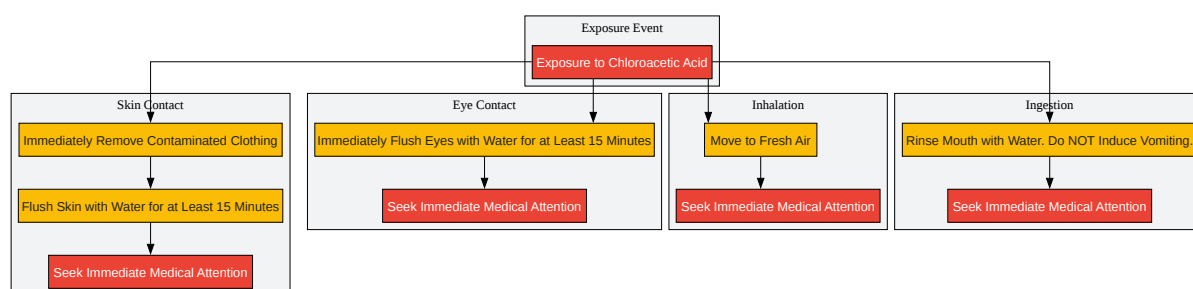 Exposure Event
Exposure to Chloroacetic Acid
Skin Contact
Immediately Remove Contaminated Clothing
Flush Skin with Water for at Least 15 Minutes
Seek Immediate Medical Attention
Eye Contact
Immediately Flush Eyes with Water for at Least 15 Minutes
Seek Immediate Medical Attention
Inhalation
Move to Fresh Air
Seek Immediate Medical Attention
Ingestion
Rinse Mouth with Water. Do NOT Induce Vomiting.
Seek Immediate Medical Attention